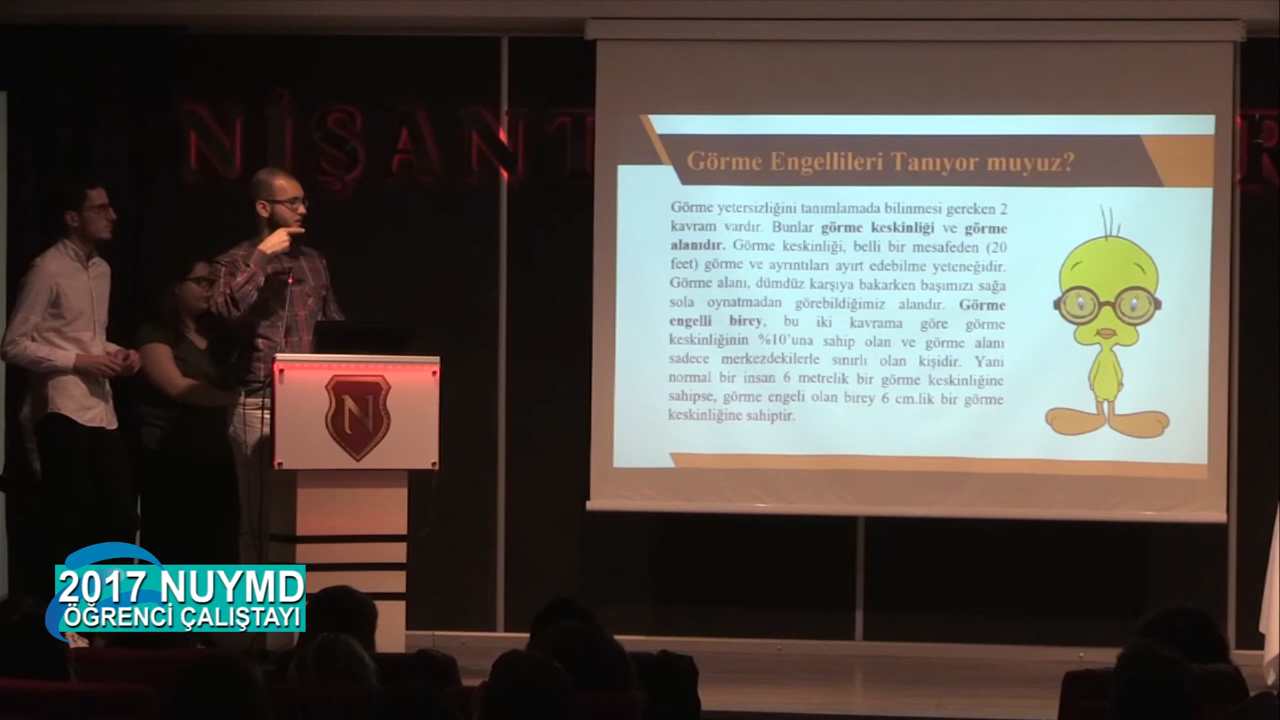 NİŞANT
R
Görme Engellileri Tanıyor muyuz?
Görme yetersizliğini tanımlamada bilinmesi gereken 2
kavram vardır. Bunlar görme keskinliği ve görme
alanıdır. Görme keskinliği, belli bir mesafeden (20
feet) görme ve ayrıntıları ayırt edebilme yeteneğidir.
Görme alanı, dümdüz karşıya bakarken başımızı sağa
sola oynatmadan görebildiğimiz alandır. Görme
engelli birey, bu iki kavrama göre görme
keskinliğinin %10'una sahip olan ve görme alanı
sadece merkezdekilerle sınırlı olan kişidir. Yani
normal bir insan 6 metrelik bir görme keskinliğine
sahipse, görme engeli olan birey 6 cm.lik bir görme
keskinliğine sahiptir.
N
2017 NUYMD
ÖĞRENCİ ÇALIŞTAYI